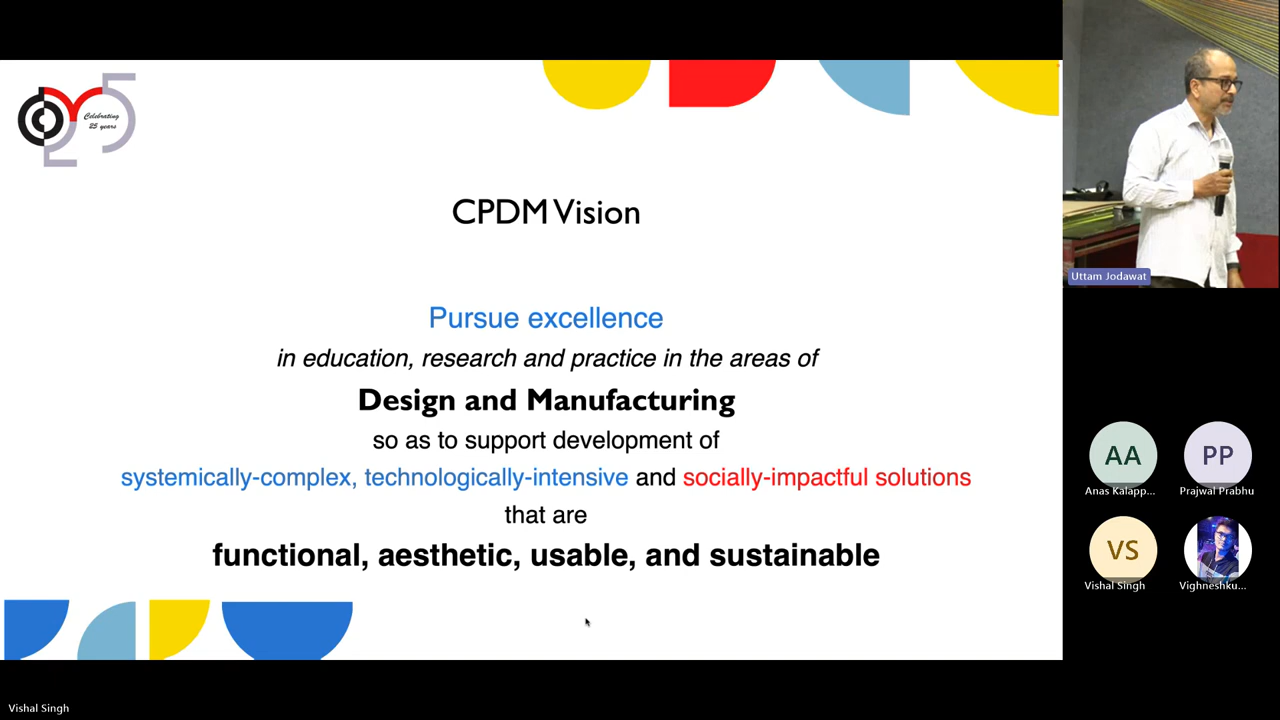 Celebrating
25 years
CPDM Vision
Pursue excellence
in education, research and practice in the areas of
Design and Manufacturing
so as to support development of
systemically-complex, technologically-intensive and socially-impactful solutions
that are
functional, aesthetic, usable, and sustainable
Uttam Jodawat
AA
Anas Kalapp...
PP
Prajwal Prabhu
VS
Vishal Singh
Vighneshku...
Vishal Singh